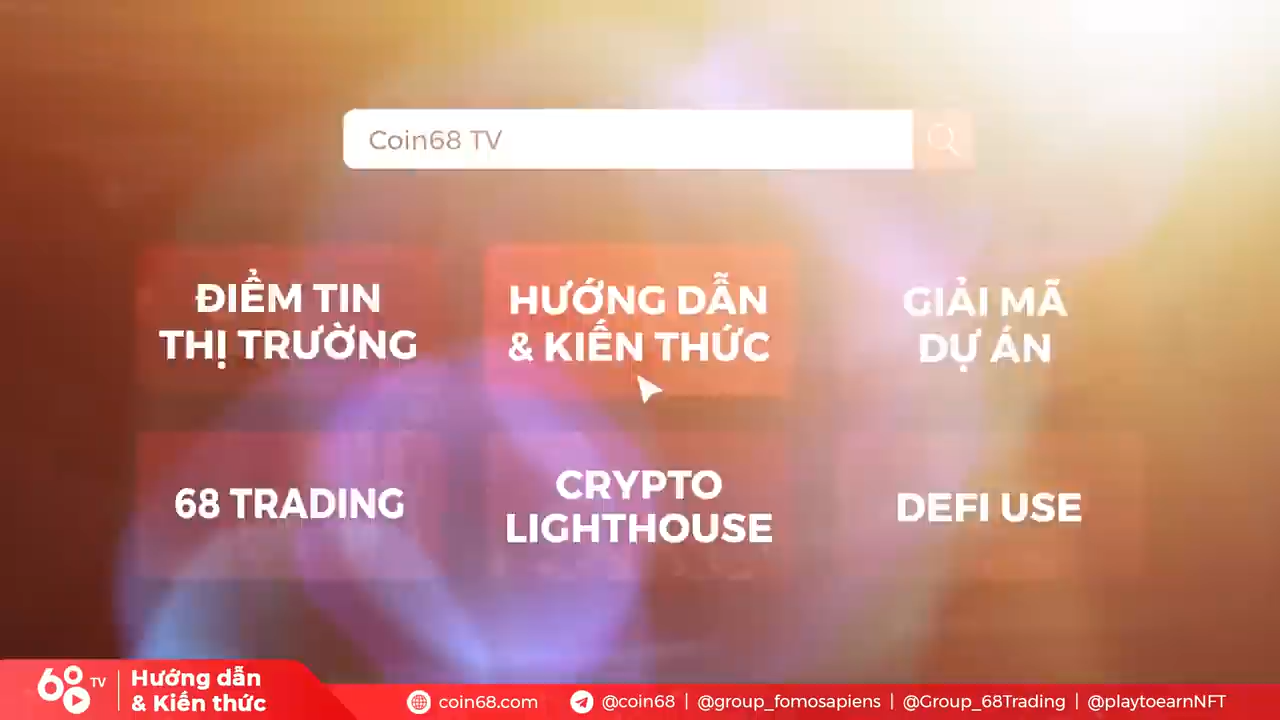 Coin68 TV
ĐIỂM TIN
THỊ TRƯỜNG
HƯỚNG DẪN
& KIẾN THỨC
GIẢI MÃ
DỰ ÁN
68 TRADING
CRYPTO
LIGHTHOUSE
DEFI USE
68 TV
Hướng dẫn
& Kiến thức
coin68.com
@coin68 | @group_fomosapiens | @Group_68Trading | @playtoearnNFT